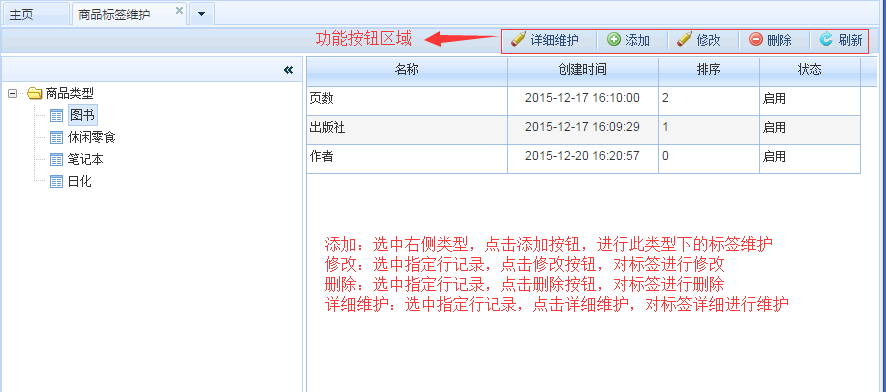 主页
商品标签维护
功能按钮区域
详细维护 添加 修改 删除 刷新
商品类型
图书
休闲零食
笔记本
日化
名称 创建时间 排序 状态
页数 2015-12-17 16:10:00 2 启用
出版社 2015-12-17 16:09:29 1 启用
作者 2015-12-20 16:20:57 0 启用
添加：选中右侧类型，点击添加按钮，进行此类型下的标签维护
修改：选中指定行记录，点击修改按钮，对标签进行修改
删除：选中指定行记录，点击删除按钮，对标签进行删除
详细维护：选中指定行记录，点击详细维护，对标签详细进行维护